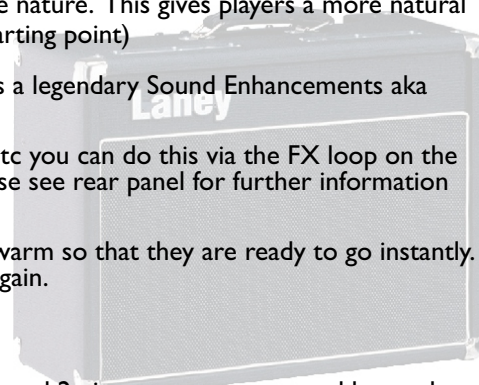 e nature. This gives players a more natural
arting point)
s a legendary Sound Enhancements aka
Laney
tc you can do this via the FX loop on the
se see rear panel for further information
warm so that they are ready to go instantly.
gain.